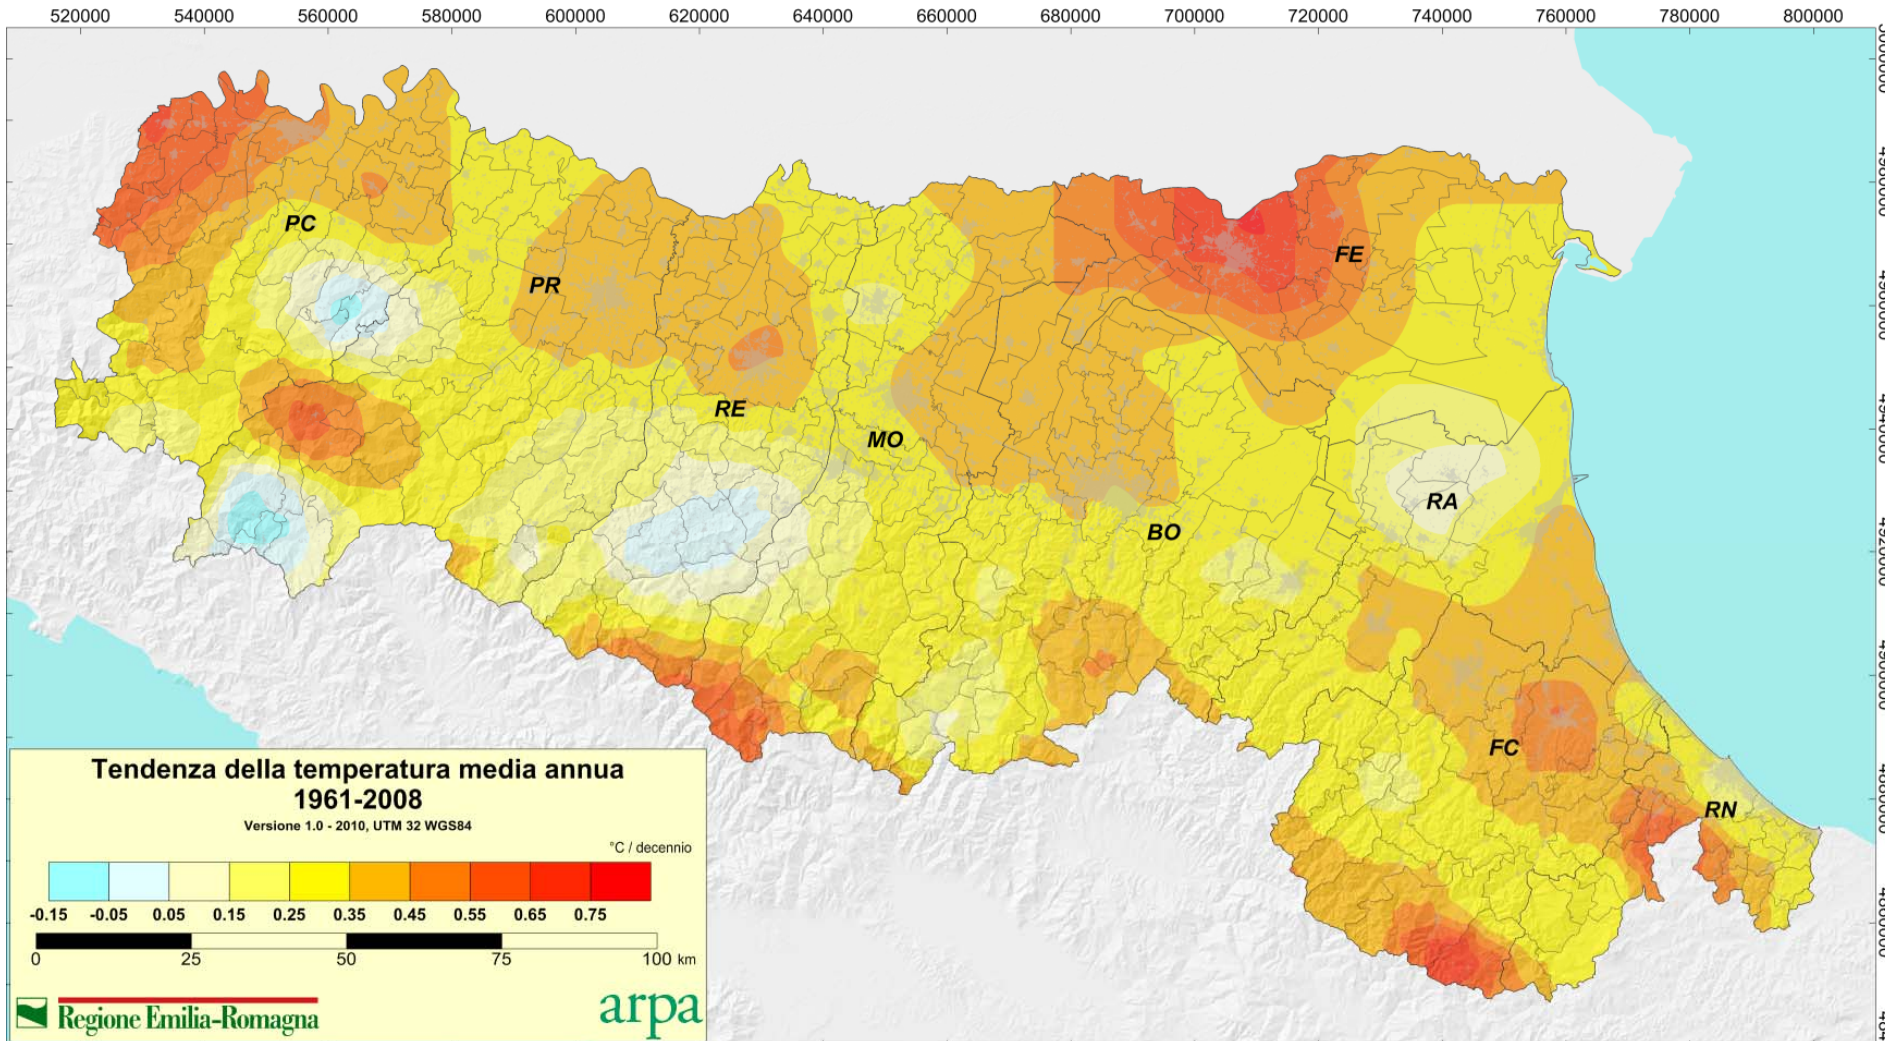 520000 540000 560000 580000 600000 620000 640000 660000 680000 700000 720000 740000 760000 780000 800000
PC
FE
PR
RE
MO
RA
BO
FC
RN
Tendenza della temperatura media annua
1961-2008
Versione 1.0 - 2010, UTM 32 WGS84
°C / decennio
-0.15 -0.05 0.05 0.15 0.25 0.35 0.45 0.55 0.65 0.75
0 25 50 75 100 km
Regione Emilia-Romagna
arpa